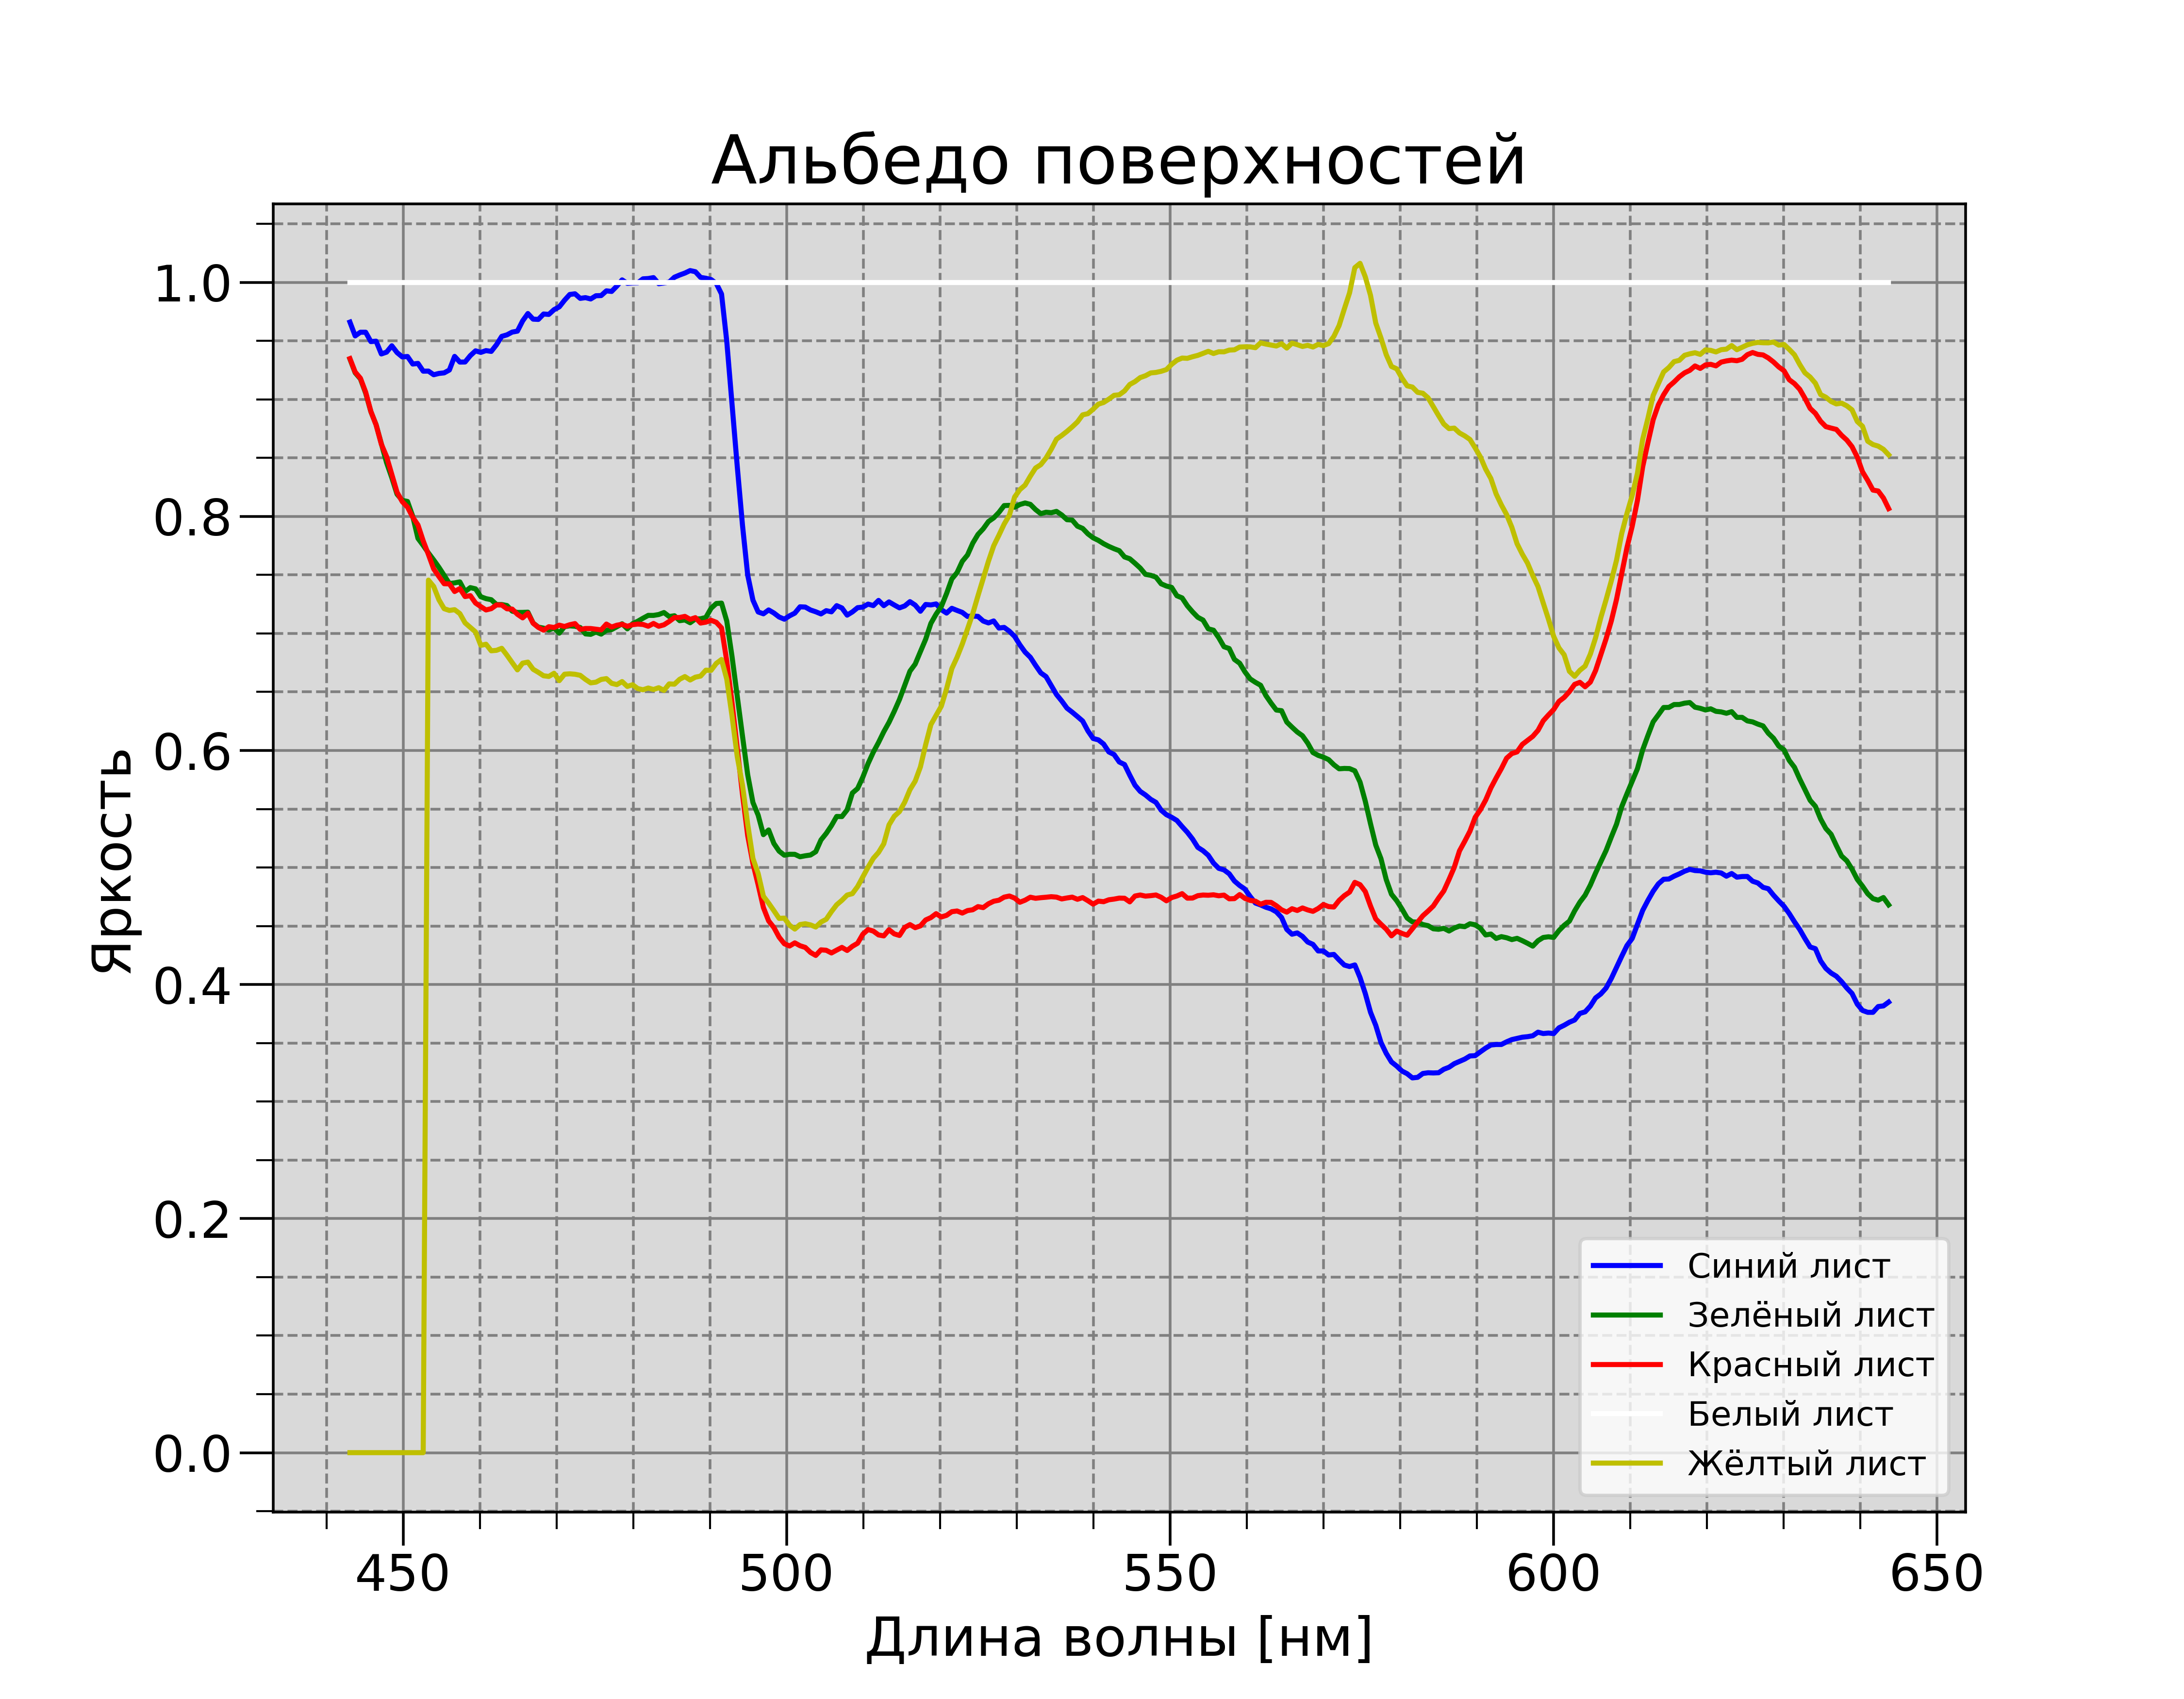 Альбедо поверхностей
Яркость
1.0
0.8
0.6
0.4
0.2
0.0
Синий лист
Зелёный лист
Красный лист
Белый лист
Жёлтый лист
450 500 550 600 650
Длина волны [нм]